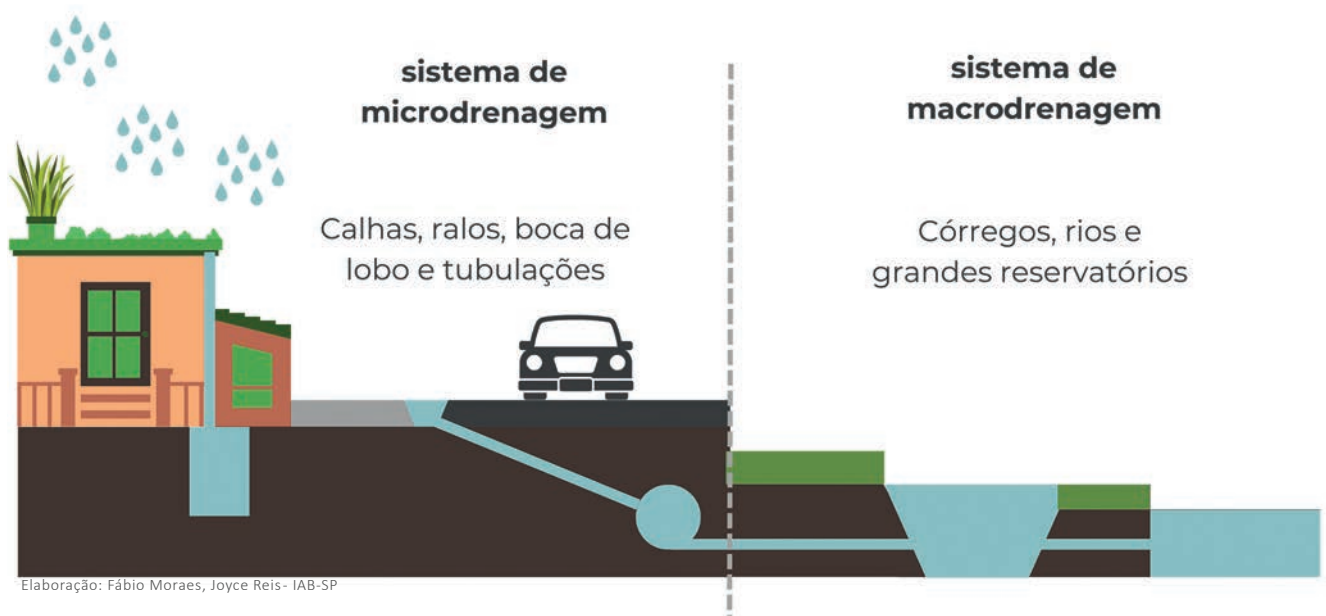 sistema de
microdrenagem
Calhas, ralos, boca de
lobo e tubulações
sistema de
macrodrenagem
Córregos, rios e
grandes reservatórios
Elaboração: Fábio Moraes, Joyce Reis- IAB-SP